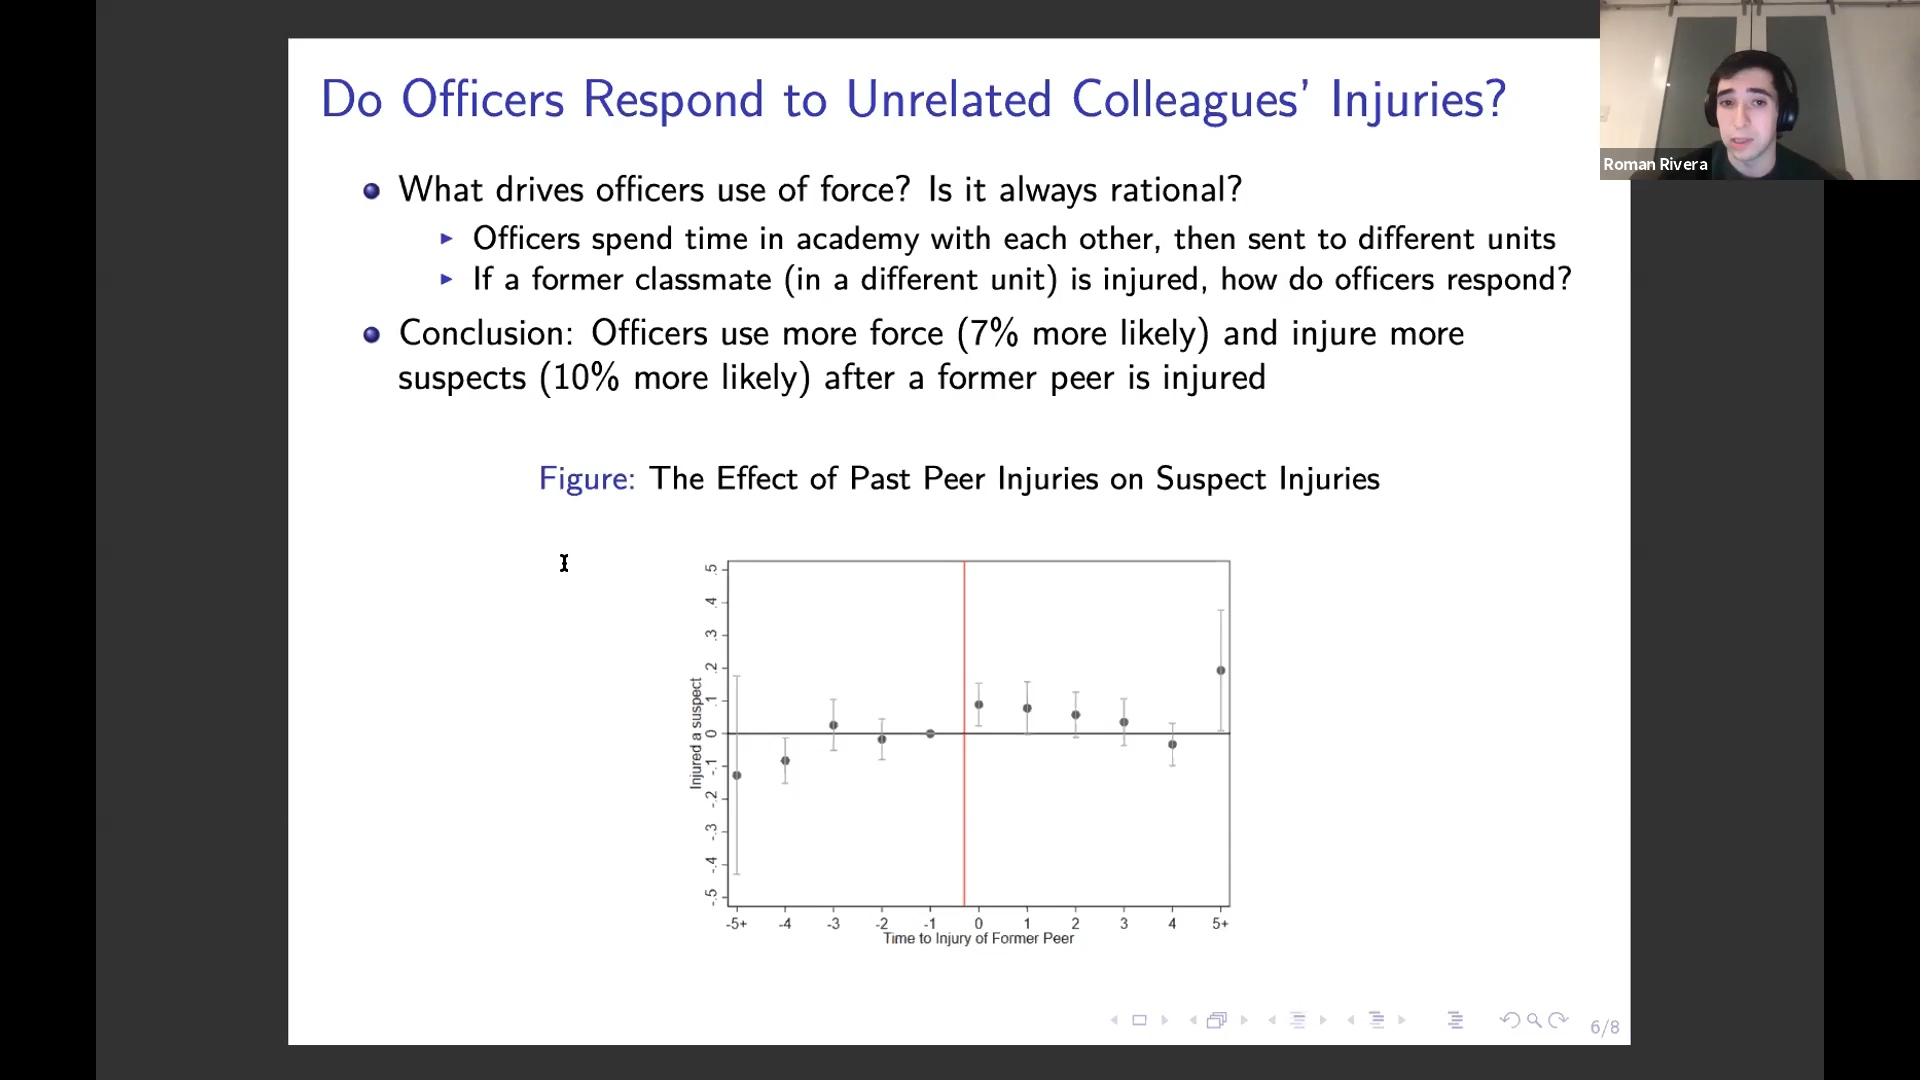 Do Officers Respond to Unrelated Colleagues' Injuries?
Roman Rivera
What drives officers use of force? Is it always rational?
Officers spend time in academy with each other, then sent to different units
If a former classmate (in a different unit) is injured, how do officers respond?
Conclusion: Officers use more force (7% more likely) and injure more
suspects (10% more likely) after a former peer is injured
Figure: The Effect of Past Peer Injuries on Suspect Injuries
Injured a suspect
.5
.4
.3
.2
.1
0
-.1
-.2
-.3
-.4
-.5
-5+ -4 -3 -2 -1 0 1 2 3 4 5+
Time to Injury of Former Peer
6/8